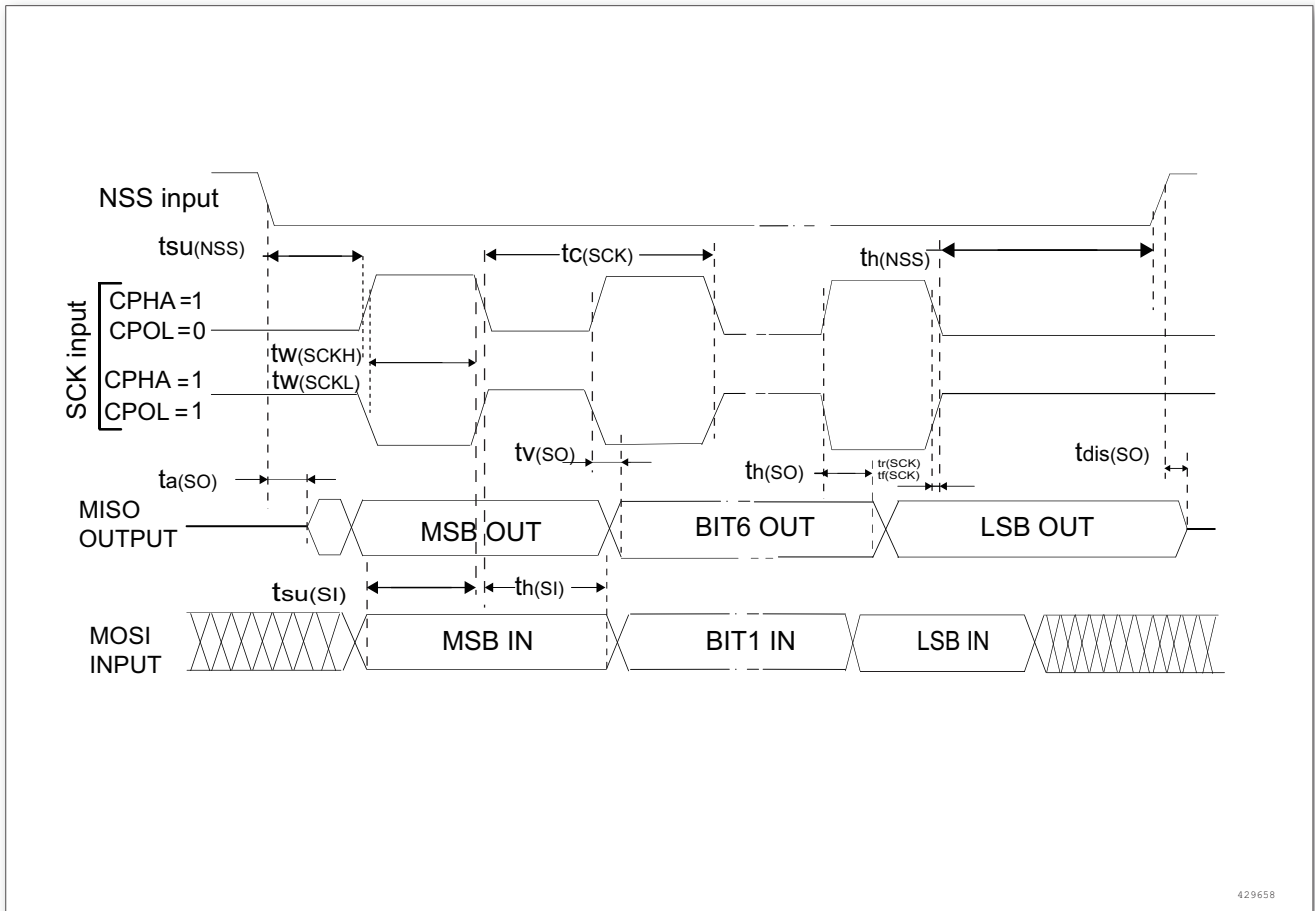 NSS input
tsu(NSS)
tc(SCK)
th(NSS)
SCK input
CPHA =1
CPOL=0
tw(SCKH)
tw(SCKL)
CPHA =1
CPOL = 1
tv(SO)
th(SO)
tr(SCK)
tf(SCK)
tdis(SO)
ta(SO)
MISO
OUTPUT
MSB OUT
BIT6 OUT
LSB OUT
tsu(SI)
th(SI)
MOSI
INPUT
MSB IN
BIT1 IN
LSB IN
429658